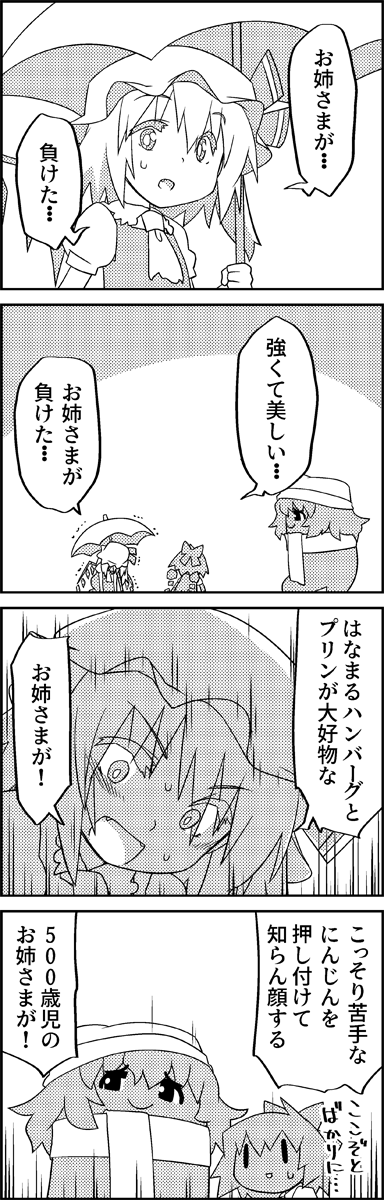 お姉さまが…
負けた…
強くて美しい…
お姉さまが
負けた…
はなまるハンバーグと
プリンが大好物な
お姉さまが！
こっそり苦手な
にんじんを
押し付けて
知らん顔する
ここぞと
ばかりに…
500歳児の
お姉さまが！